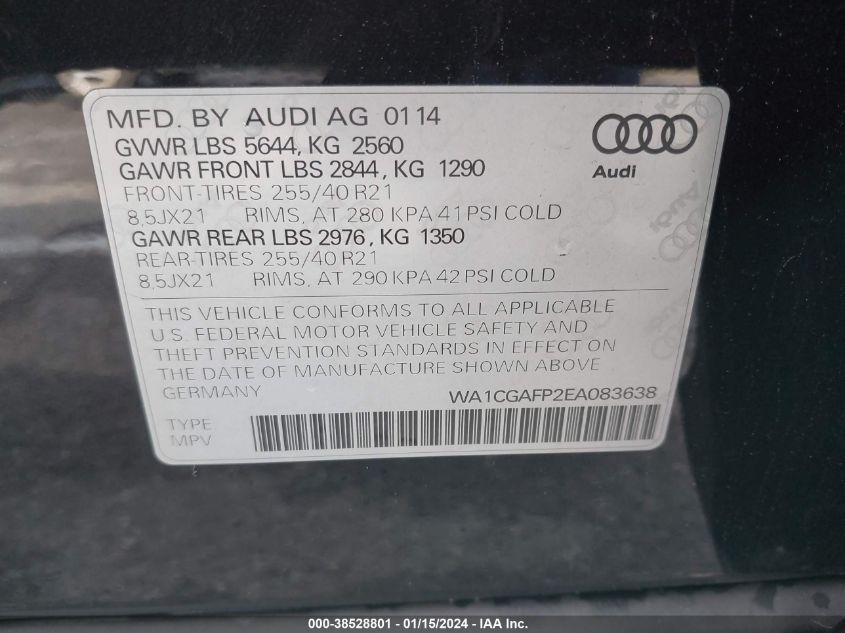 MFD. BY AUDI AG 01 14
GVWR LBS 5644, KG 2560
GAWR FRONT LBS 2844, KG 1290
FRONT-TIRES 255/40 R21
8,5JX21 RIMS, AT 280 KPA 41 PSI COLD
GAWR REAR LBS 2976, KG 1350
REAR-TIRES 255/40 R21
8,5JX21 RIMS, AT 290 KPA 42 PSI COLD
Audi
THIS VEHICLE CONFORMS TO ALL APPLICABLE
U.S. FEDERAL MOTOR VEHICLE SAFETY AND
THEFT PREVENTION STANDARDS IN EFFECT ON
THE DATE OF MANUFACTURE SHOWN ABOVE
GERMANY WA1CGAFP2EA083638
TYPE
MPV
000-38528801 - 01/15/2024 - IAA Inc.